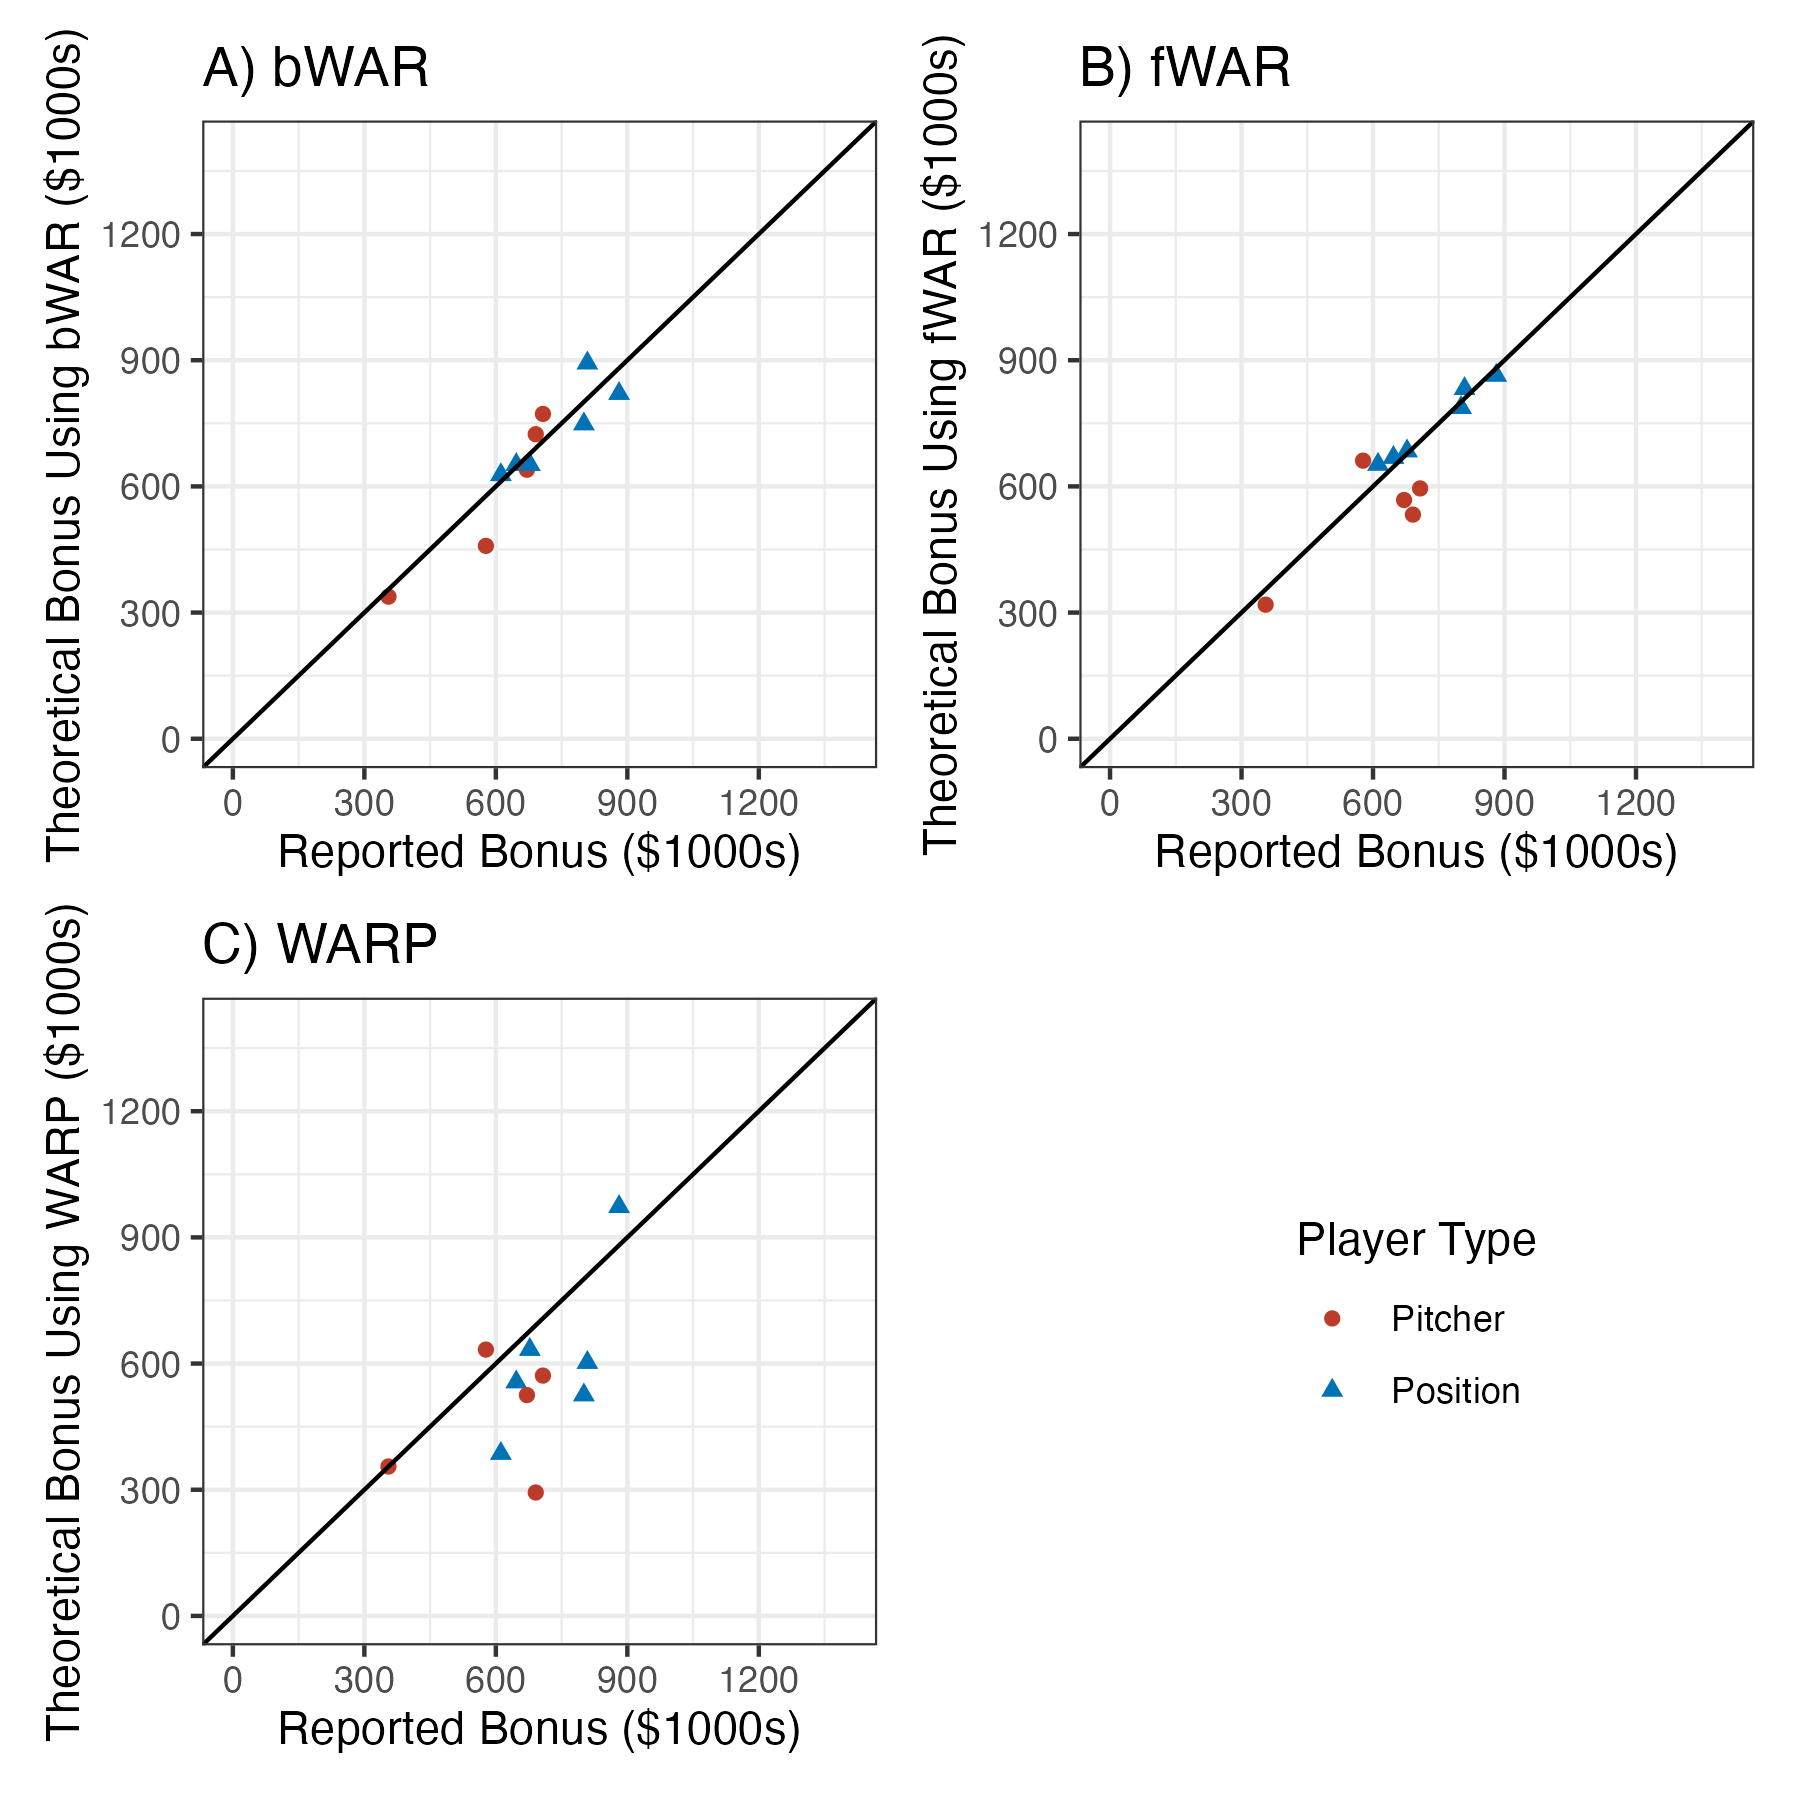 A) bWAR
Theoretical Bonus Using bWAR ($1000s)
1200
900
600
300
0
0 300 600 900 1200
Reported Bonus ($1000s)
B) fWAR
Theoretical Bonus Using fWAR ($1000s)
1200
900
600
300
0
0 300 600 900 1200
Reported Bonus ($1000s)
C) WARP
Theoretical Bonus Using WARP ($1000s)
1200
900
600
300
0
0 300 600 900 1200
Reported Bonus ($1000s)
Player Type
Pitcher
Position